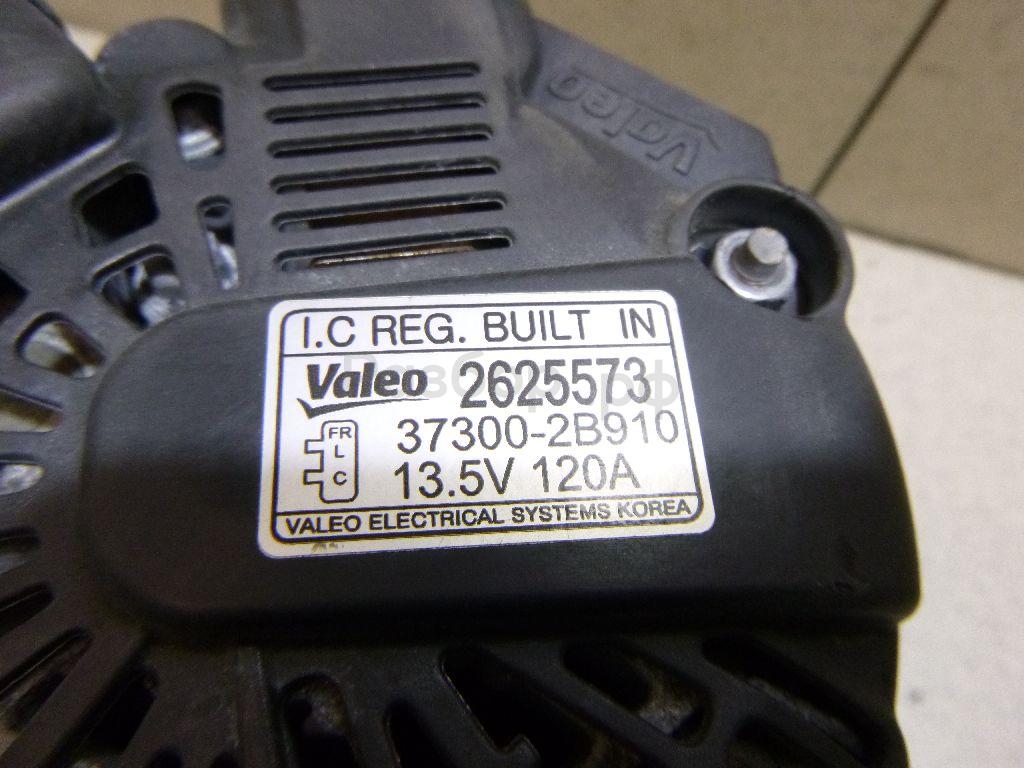 Valeo
I.C REG. BUILT IN
Valeo 2625573
FR
L
C
37300-2B910
13.5V 120A
VALEO ELECTRICAL SYSTEMS KOREA